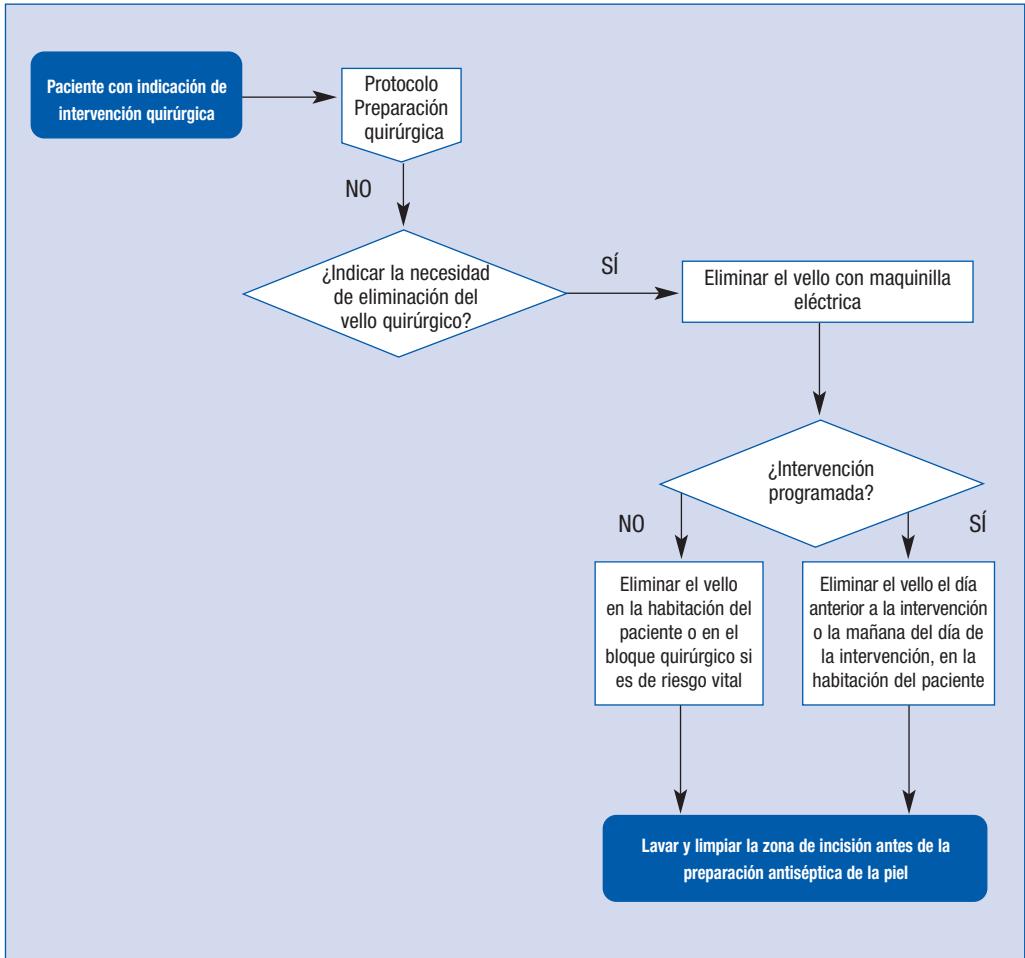 Paciente con indicación de
intervención quirúrgica
Protocolo
Preparación
quirúrgica
NO
¿Indicar la necesidad
de eliminación del
vello quirúrgico?
SÍ
Eliminar el vello con maquinilla
eléctrica
¿Intervención
programada?
NO
SÍ
Eliminar el vello
en la habitación del
paciente o en el
bloque quirúrgico si
es de riesgo vital
Eliminar el vello el día
anterior a la intervención
o la mañana del día de
la intervención, en la
habitación del paciente
Lavar y limpiar la zona de incisión antes de la
preparación antiséptica de la piel